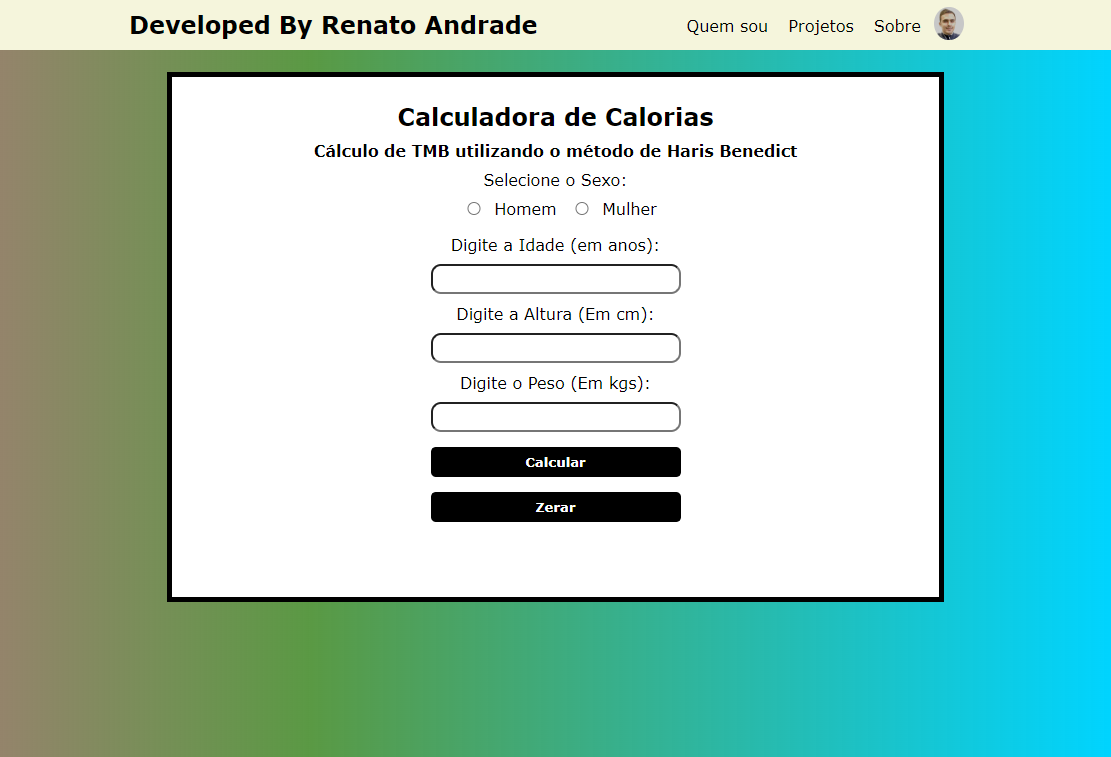 Developed By Renato Andrade
Quem sou Projetos Sobre
Calculadora de Calorias
Cálculo de TMB utilizando o método de Haris Benedict
Selecione o Sexo:
Homem Mulher
Digite a Idade (em anos):
Digite a Altura (Em cm):
Digite o Peso (Em kgs):
Calcular
Zerar